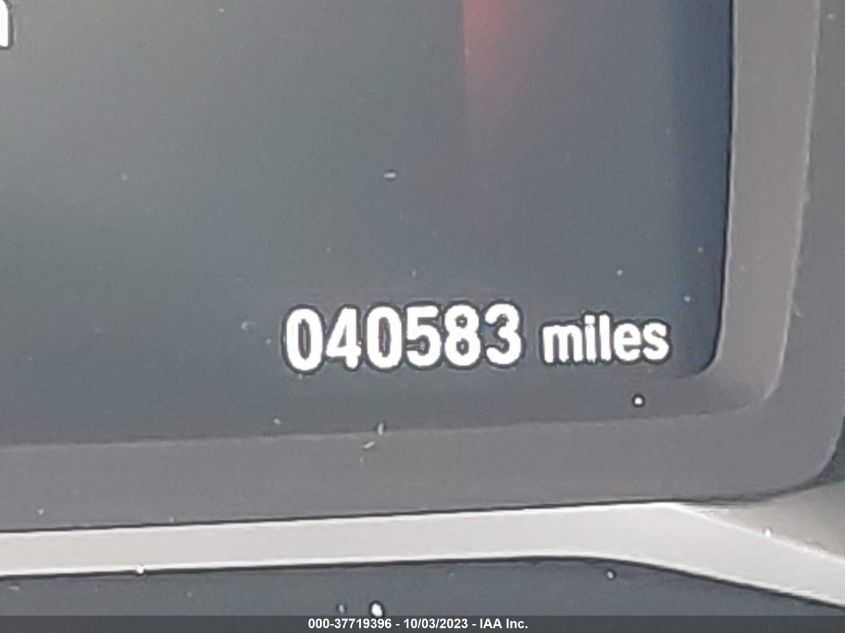 040583 miles
000-37719396 - 10/03/2023 - IAA Inc.